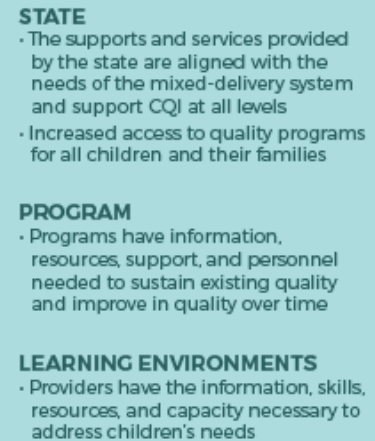 STATE
• The supports and services provided
by the state are aligned with the
needs of the mixed-delivery system
and support CQI at all levels
• Increased access to quality programs
for all children and their families
PROGRAM
• Programs have information,
resources, support, and personnel
needed to sustain existing quality
and improve in quality over time
LEARNING ENVIRONMENTS
• Providers have the information, skills,
resources, and capacity necessary to
address children's needs